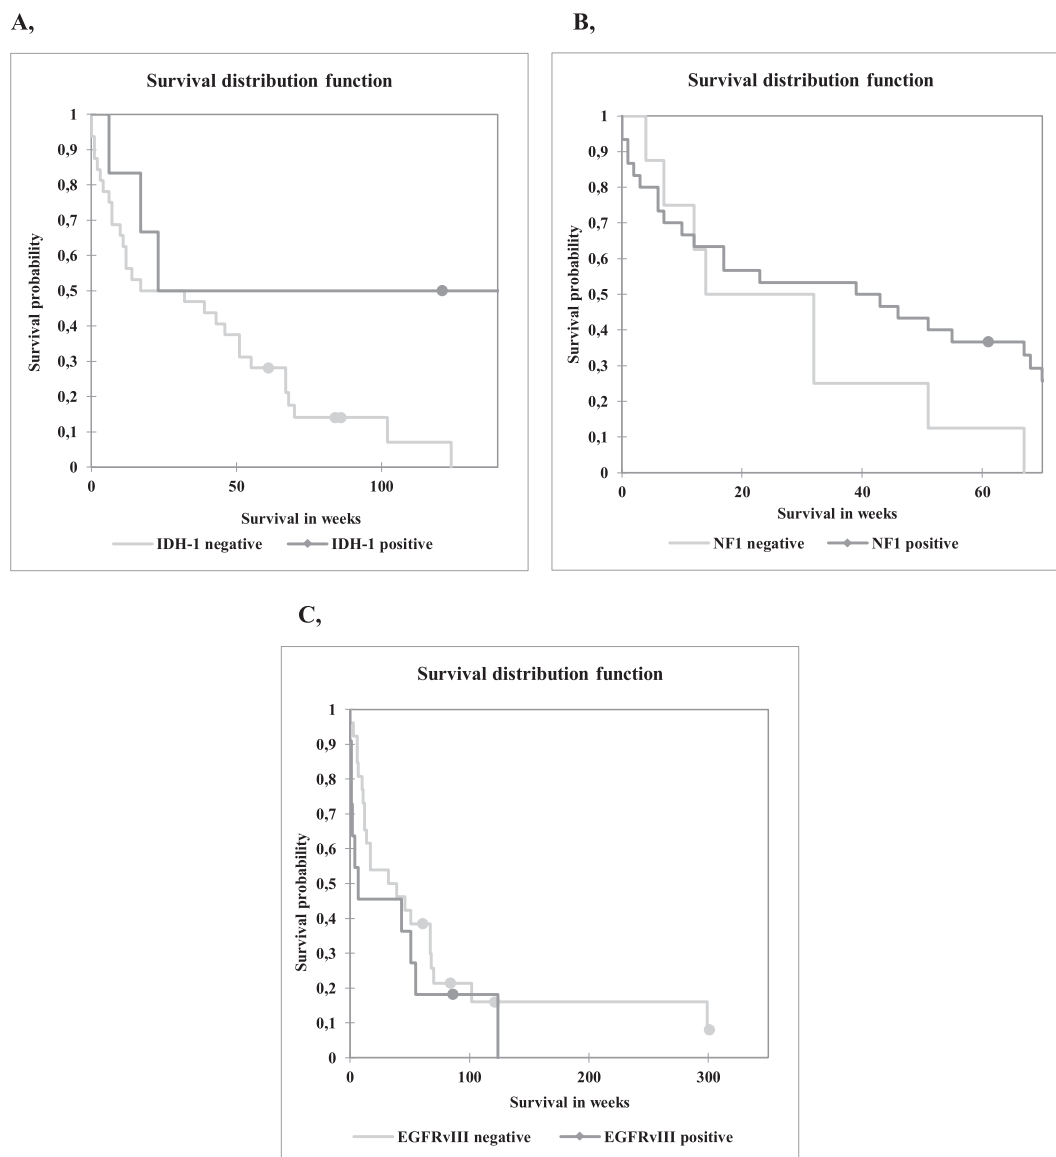 A,
Survival distribution function
1
0,9
0,8
0,7
0,6
0,5
0,4
0,3
0,2
0,1
0
Survival probability
0 50 100
Survival in weeks
IDH-1 negative IDH-1 positive
B,
Survival distribution function
1
0,9
0,8
0,7
0,6
0,5
0,4
0,3
0,2
0,1
0
Survival probability
0 20 40 60
Survival in weeks
NF1 negative NF1 positive
C,
Survival distribution function
1
0,9
0,8
0,7
0,6
0,5
0,4
0,3
0,2
0,1
0
Survival probability
0 100 200 300
Survival in weeks
EGFRvIII negative EGFRvIII positive